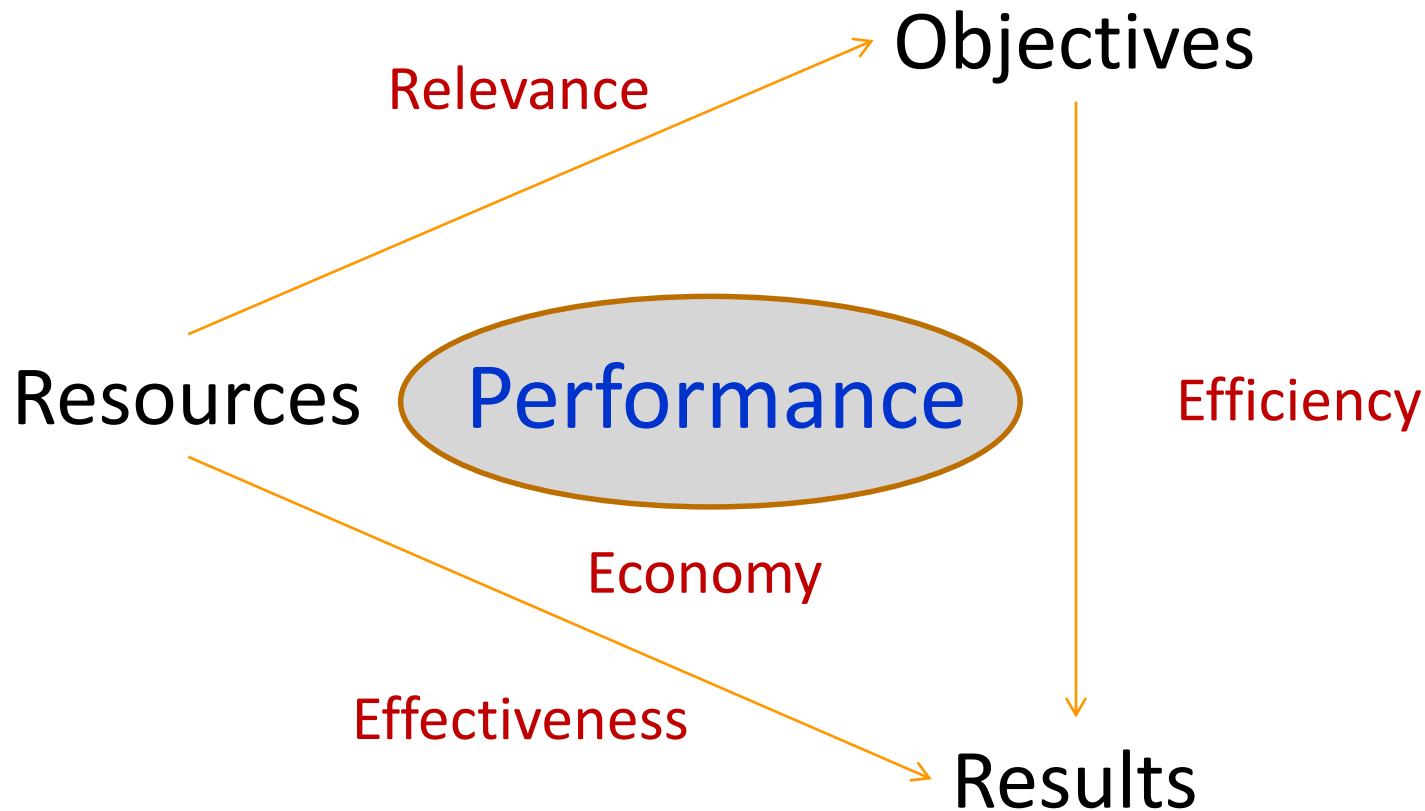 Objectives
Relevance
Resources
Performance
Efficiency
Economy
Effectiveness
Results